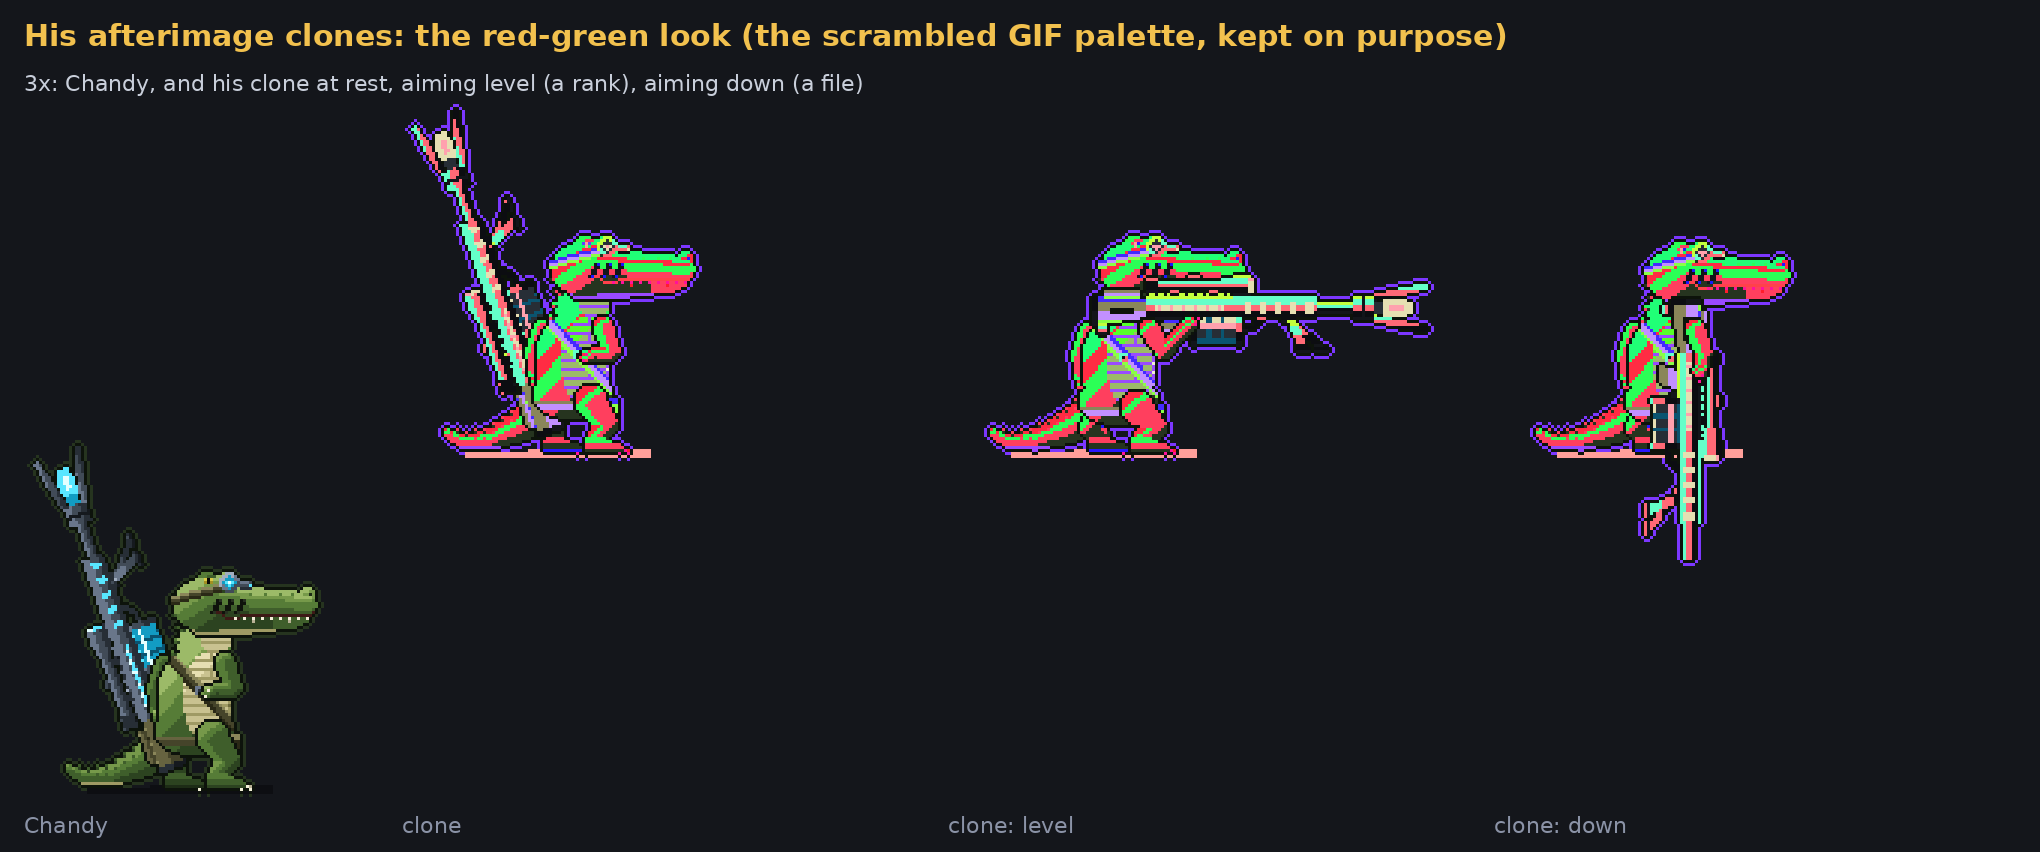 His afterimage clones: the red-green look (the scrambled GIF palette, kept on purpose)
3x: Chandy, and his clone at rest, aiming level (a rank), aiming down (a file)
Chandy
clone
clone: level
clone: down